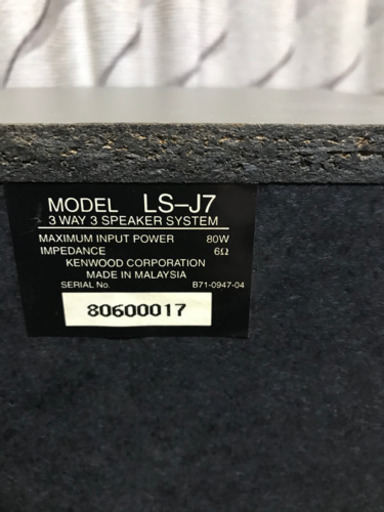 MODEL LS-J7
3 WAY 3 SPEAKER SYSTEM
MAXIMUM INPUT POWER 80W
IMPEDANCE 6Ω
KENWOOD CORPORATION
MADE IN MALAYSIA
SERIAL No. B71-0947-04
80600017